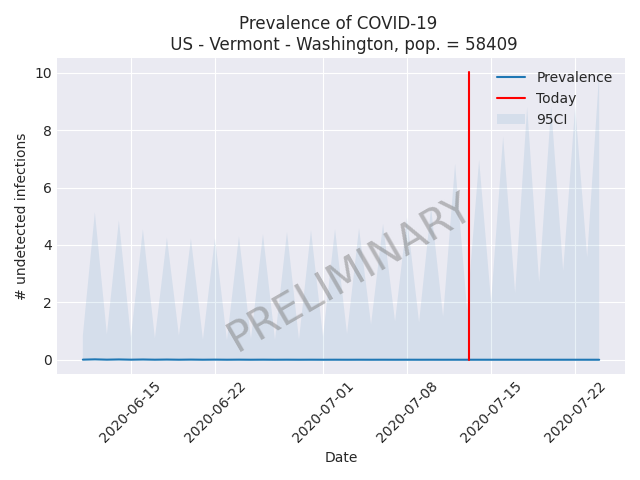 Prevalence of COVID-19
US - Vermont - Washington, pop. = 58409
Prevalence
Today
95CI
PRELIMINARY
# undetected infections
10
8
6
4
2
0
2020-06-15
2020-06-22
2020-07-01
2020-07-08
2020-07-15
2020-07-22
Date